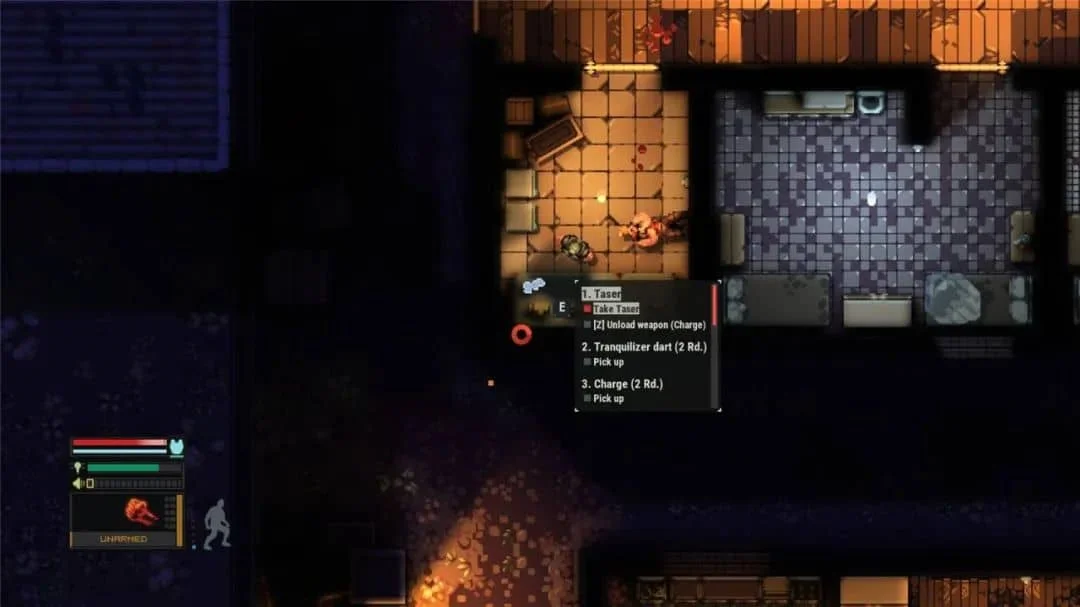 E
1. Taser
Take Taser
[Z] Unload weapon (Charge)
2. Tranquilizer dart (2 Rd.)
Pick up
3. Charge (2 Rd.)
Pick up
UNARMED